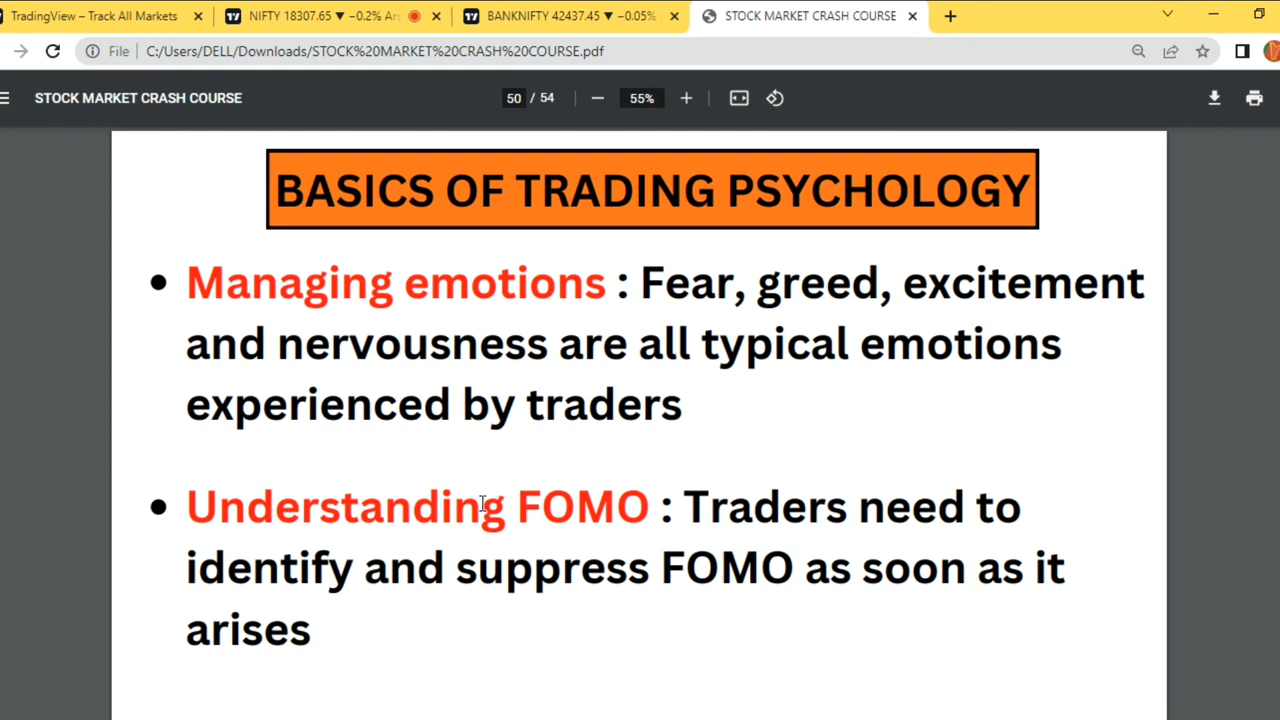 TradingView – Track All Markets
NIFTY 18307.65 ▼ −0.2%
BANKNIFTY 42437.45 ▼ −0.05%
STOCK MARKET CRASH COURSE
File
C:/Users/DELL/Downloads/STOCK%20MARKET%20CRASH%20COURSE.pdf
STOCK MARKET CRASH COURSE
50 / 54
55%
BASICS OF TRADING PSYCHOLOGY
• Managing emotions : Fear, greed, excitement
and nervousness are all typical emotions
experienced by traders
• Understanding FOMO : Traders need to
identify and suppress FOMO as soon as it
arises